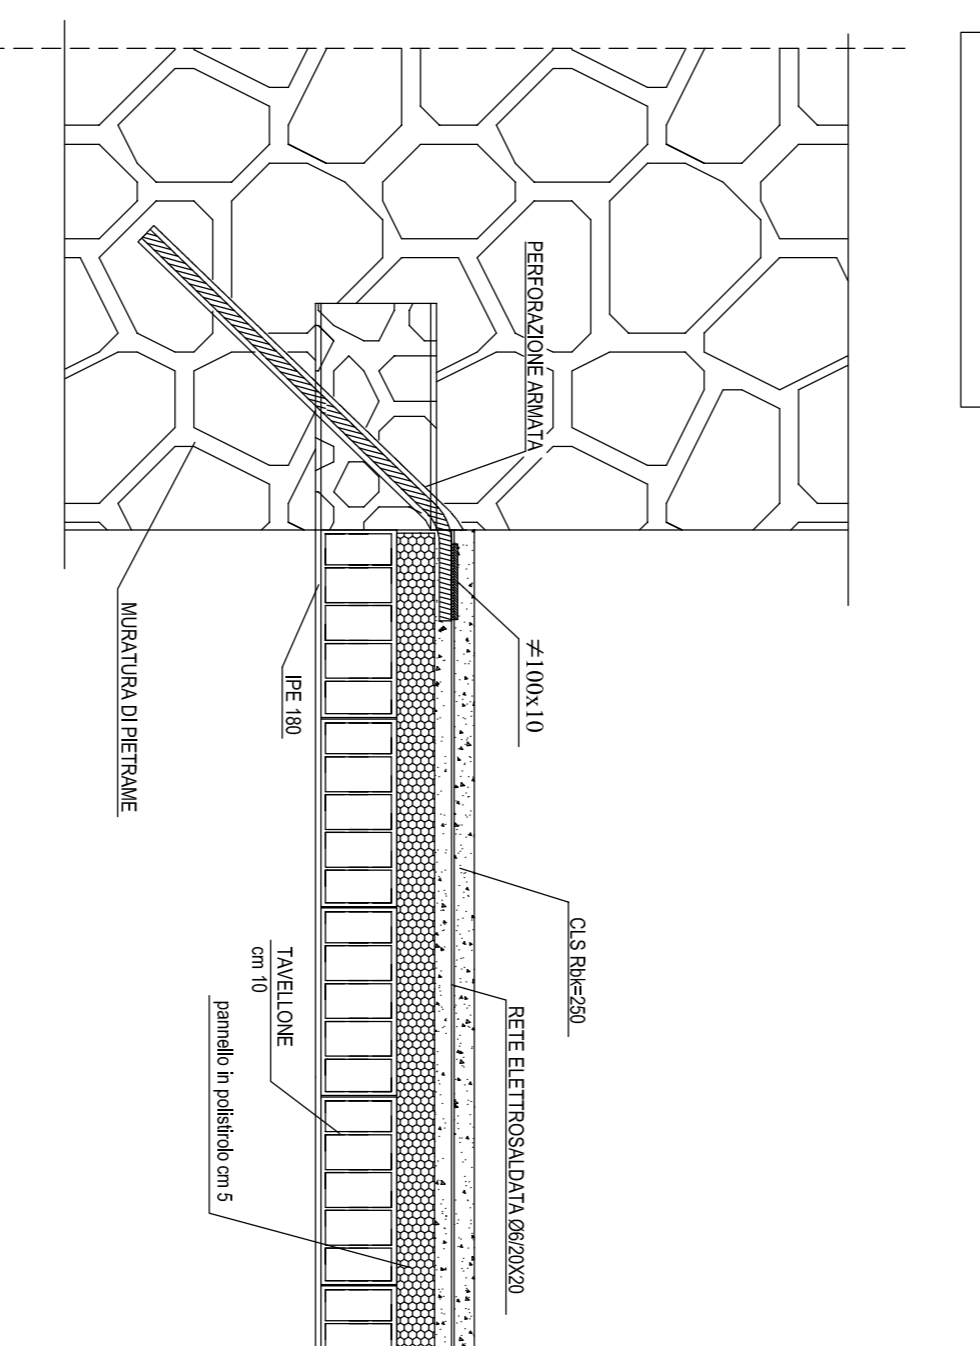 PERFORAZIONE ARMATA
≠100x10
CLS Rbk=250
RETE ELETTROSALDATA Ø6/20X20
IPE 180
TAVELLONE
cm 10
pannello in polistirolo cm 5
MURATURA DI PIETRAME